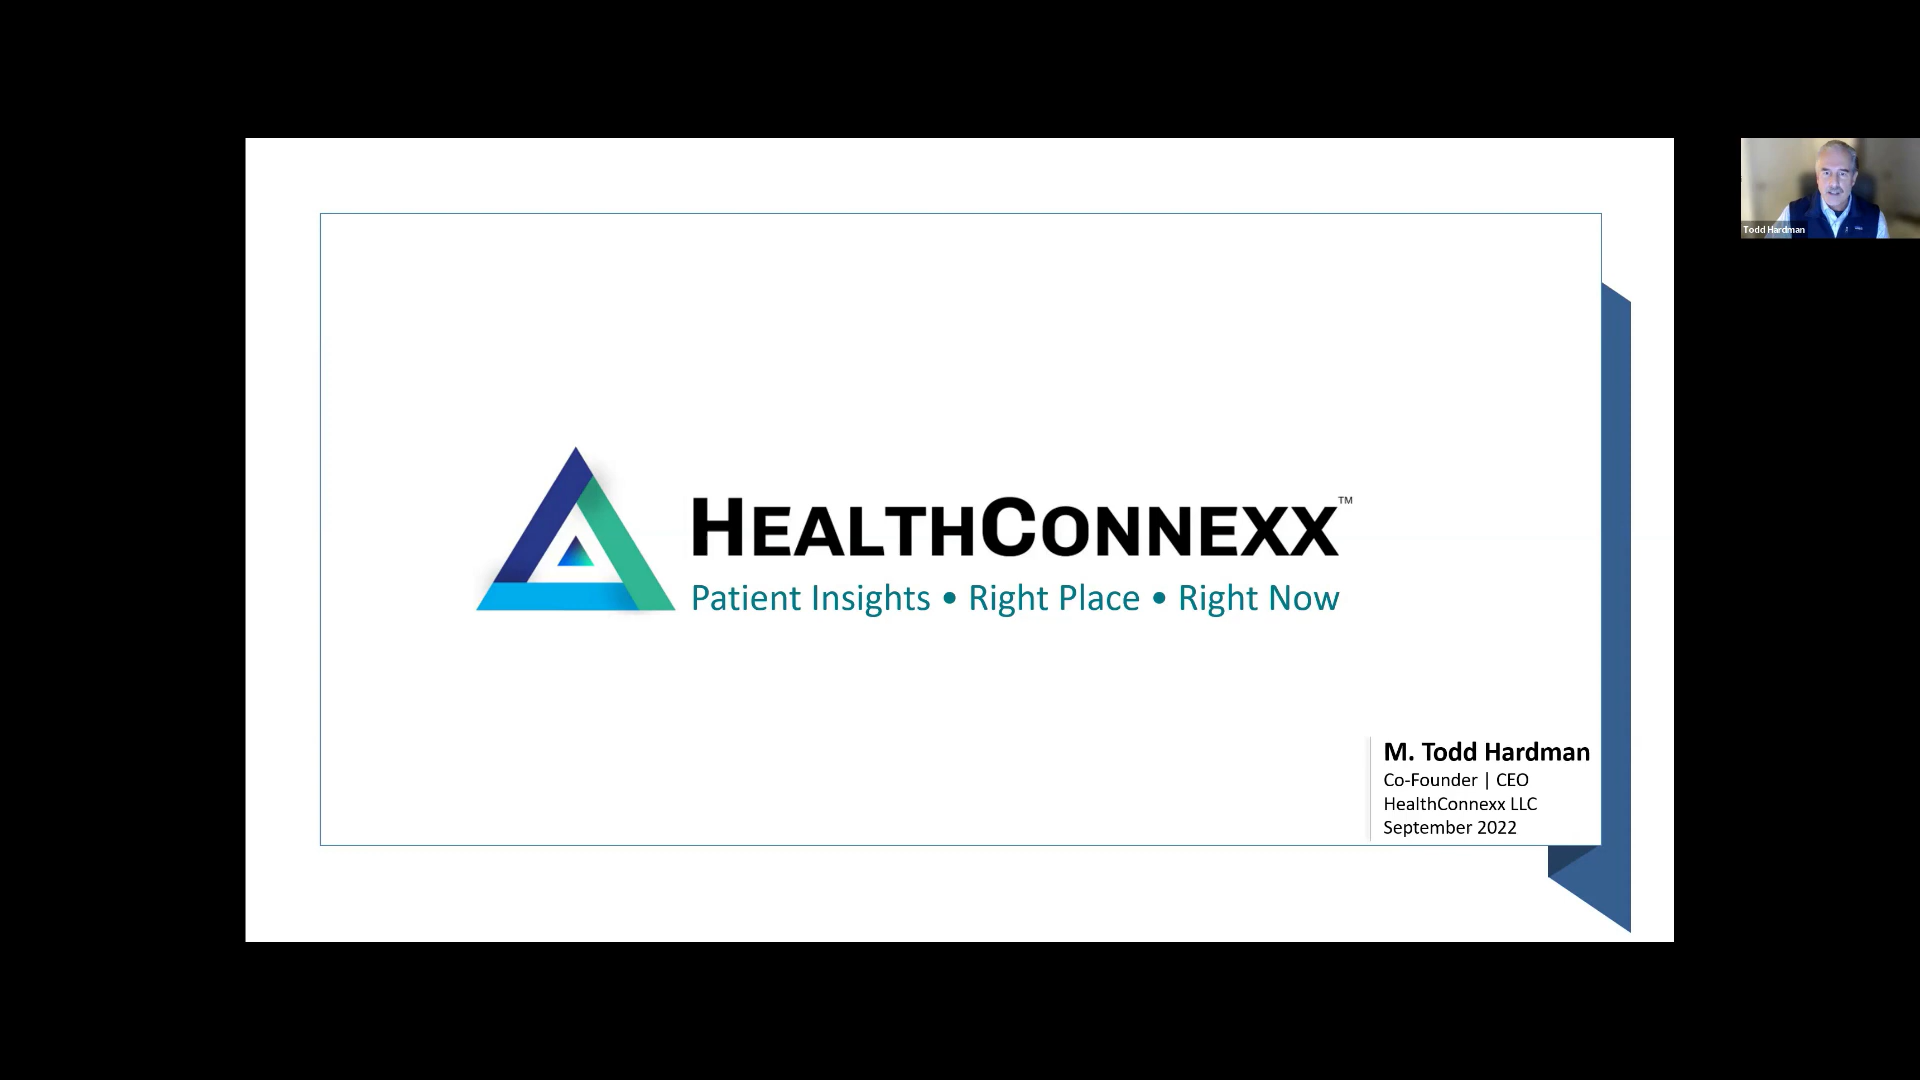 HEALTHCONNEXX™
Patient Insights • Right Place • Right Now
M. Todd Hardman
Co-Founder | CEO
HealthConnexx LLC
September 2022
Todd Hardman